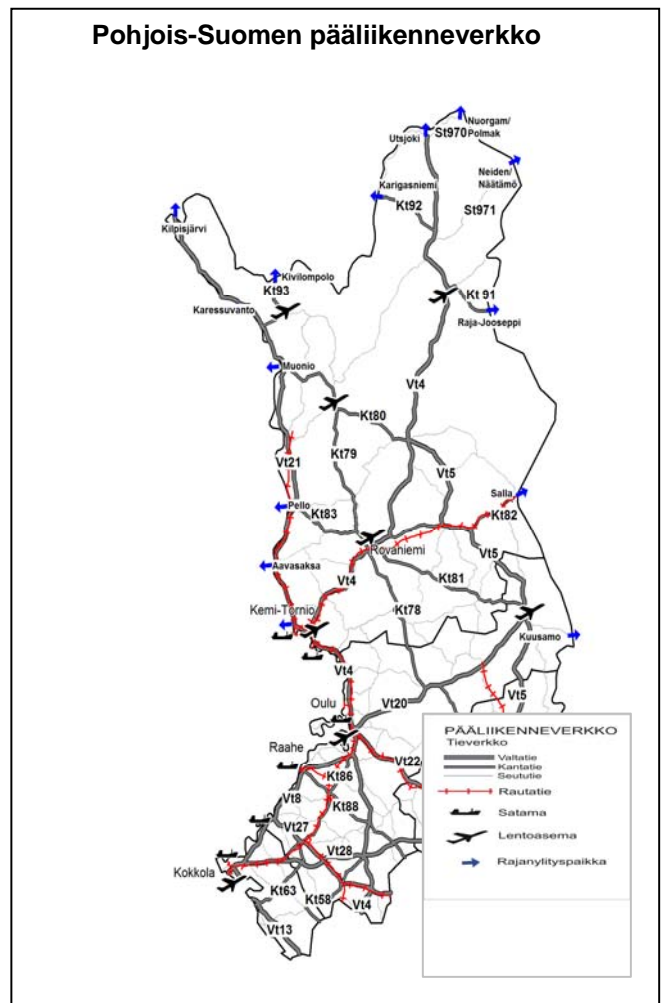 Pohjois-Suomen pääliikenneverkko
Nuorgam/
Polmak
St970
Utsjoki
Neiden/
Näätämö
Karigasniemi
Kt92
St971
Kilpisjärvi
Kivilompolo
Kt93
Kt 91
Karessuvanto
Raja-Jooseppi
Muonio
Vt4
Kt80
Kt79
Vt21
Vt5
Salla
Pello
Kt83
Kt82
Rovaniemi
Vt5
Aavasaksa
Vt4
Kt81
Kemi-Tornio
Kt78
Kuusamo
Vt4
Vt5
Oulu
Vt20
Raahe
Vt22
Kt86
Vt8
Kt88
Vt27
Vt28
Kokkola
Kt63
Kt58
Vt4
Vt13
PÄÄLIIKENNEVERKKO
Tieverkko
Valtatie
Kantatie
Seututie
Rautatie
Satama
Lentoasema
Rajanylityspaikka